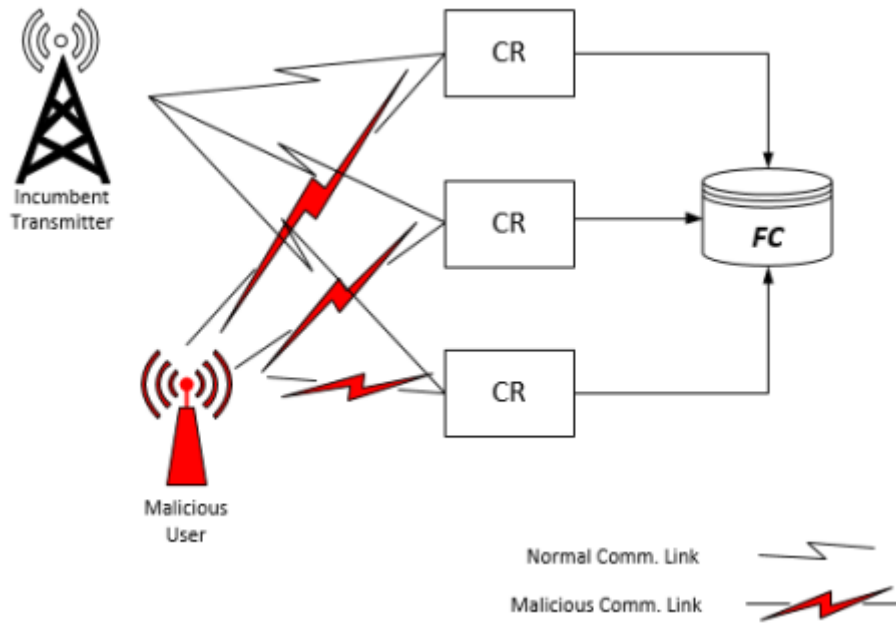 CR
Incumbent
Transmitter
CR
FC
CR
Malicious
User
Normal Comm. Link
Malicious Comm. Link